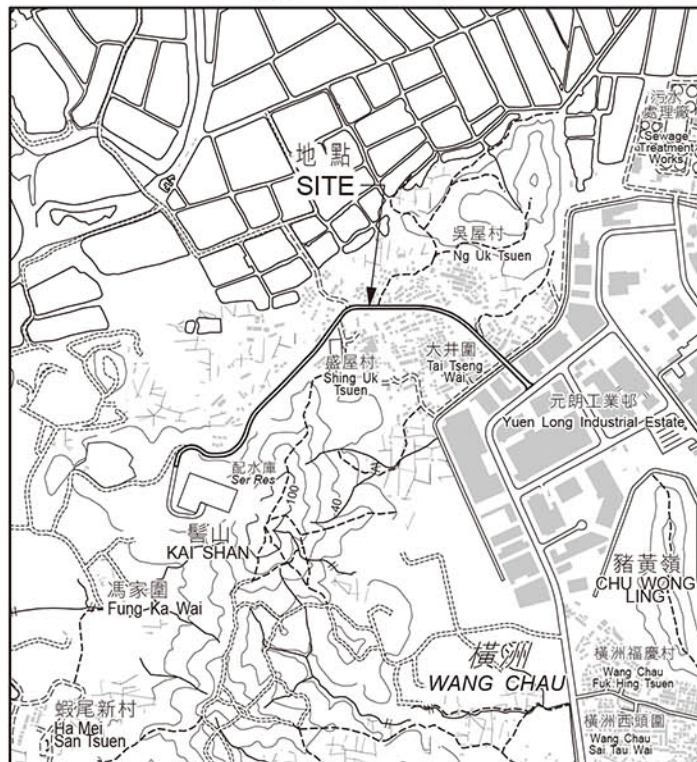 污水
處理廠
Sewage
Treatment
Works
地點
SITE
吳屋村
Ng Uk Tsuen
大井圍
Tai Tseng
Wai
盛屋村
Shing Uk
Tsuen
元朗工業邨
Yuen Long Industrial Estate
配水庫
Ser Res
100
40
髻山
KAI SHAN
豬黃嶺
CHU WONG
LING
馮家圍
Fung Ka Wai
橫洲
WANG CHAU
橫洲福慶村
Wang Chau
Fuk Hing Tsuen
蝦尾新村
Ha Mei
San Tsuen
橫洲西頭圍
Wang Chau
Sai Tau Wai